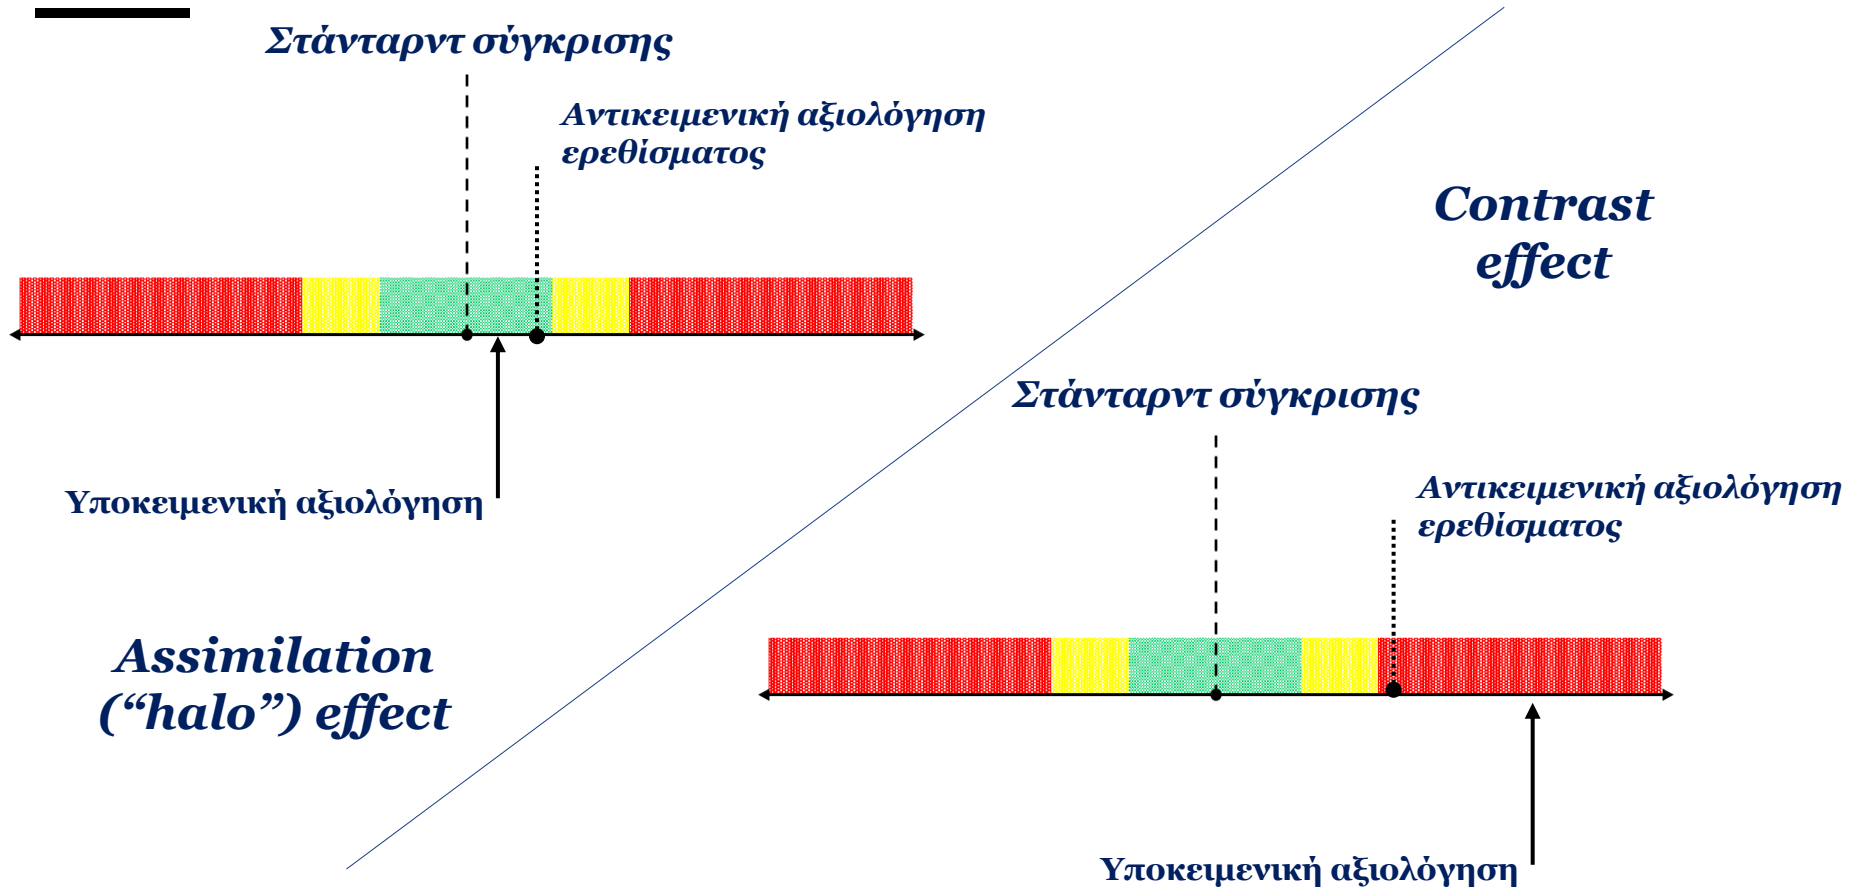 Στάνταρντ σύγκρισης
Αντικειμενική αξιολόγηση
ερεθίσματος
Υποκειμενική αξιολόγηση
Assimilation
(“halo”) effect
Contrast
effect
Στάνταρντ σύγκρισης
Αντικειμενική αξιολόγηση
ερεθίσματος
Υποκειμενική αξιολόγηση